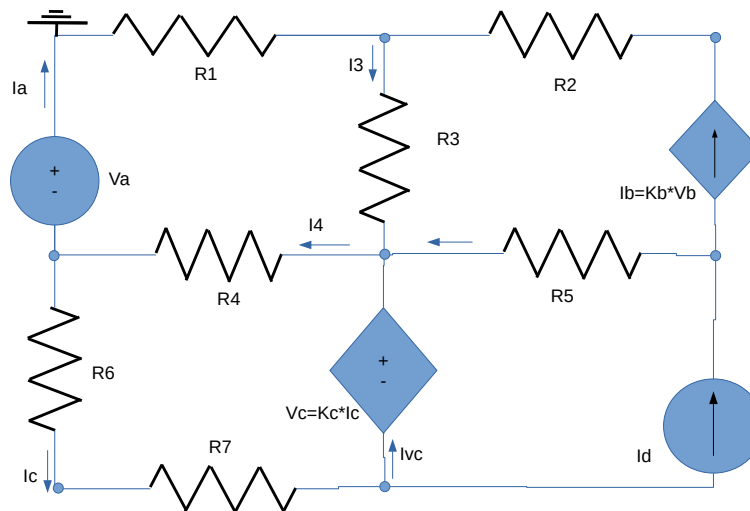 R1
I3
R2
Ia
R3
+
-
Va
Ib=Kb*Vb
I4
R4
R5
R6
+
-
Vc=Kc*Ic
R7
Ic
Ivc
Id